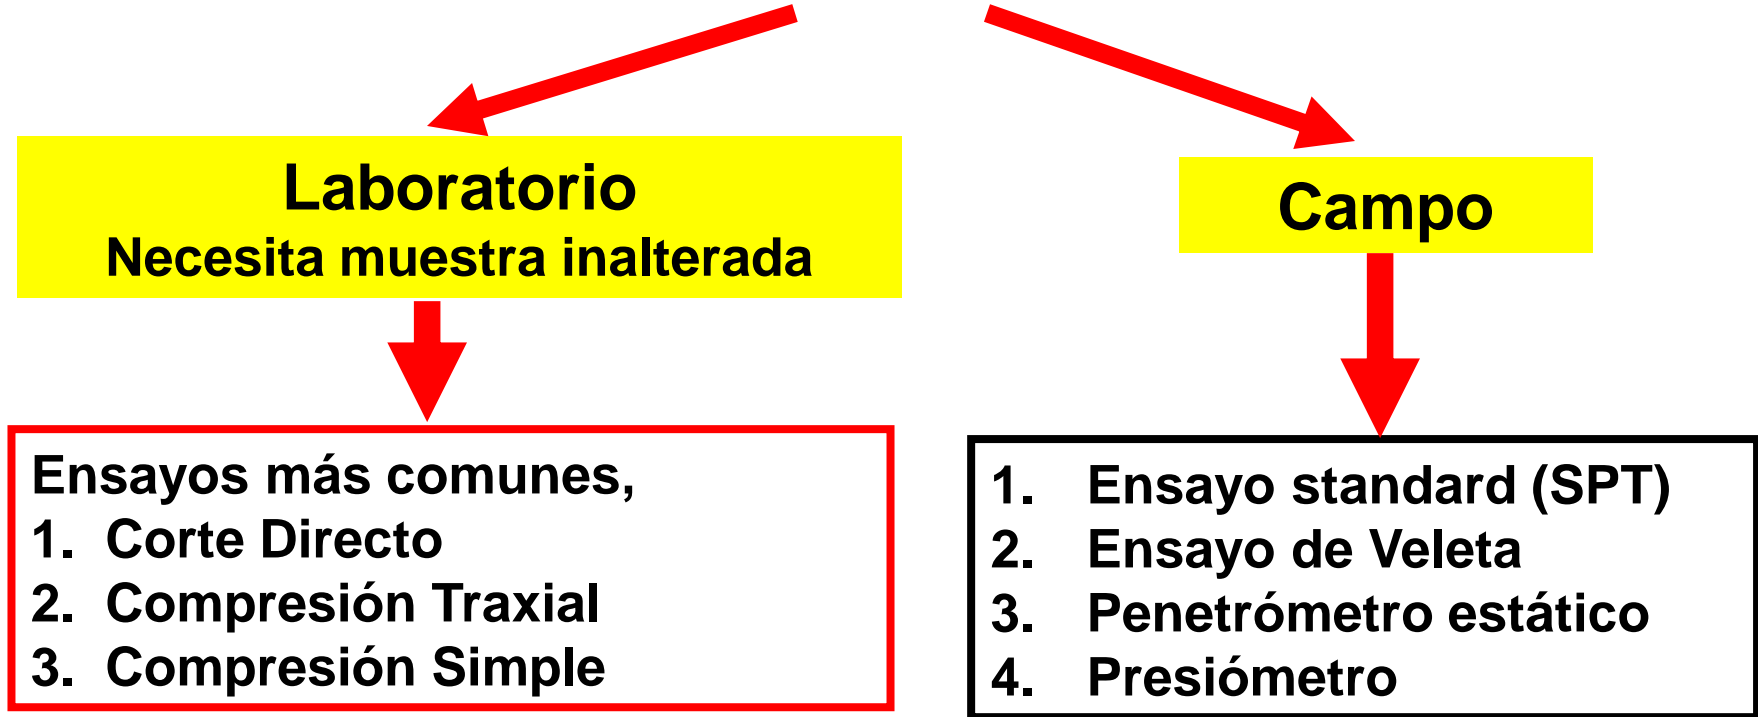 Laboratorio
Necesita muestra inalterada
Campo
Ensayos más comunes,
1. Corte Directo
2. Compresión Traxial
3. Compresión Simple
1. Ensayo standard (SPT)
2. Ensayo de Veleta
3. Penetrómetro estático
4. Presiómetro